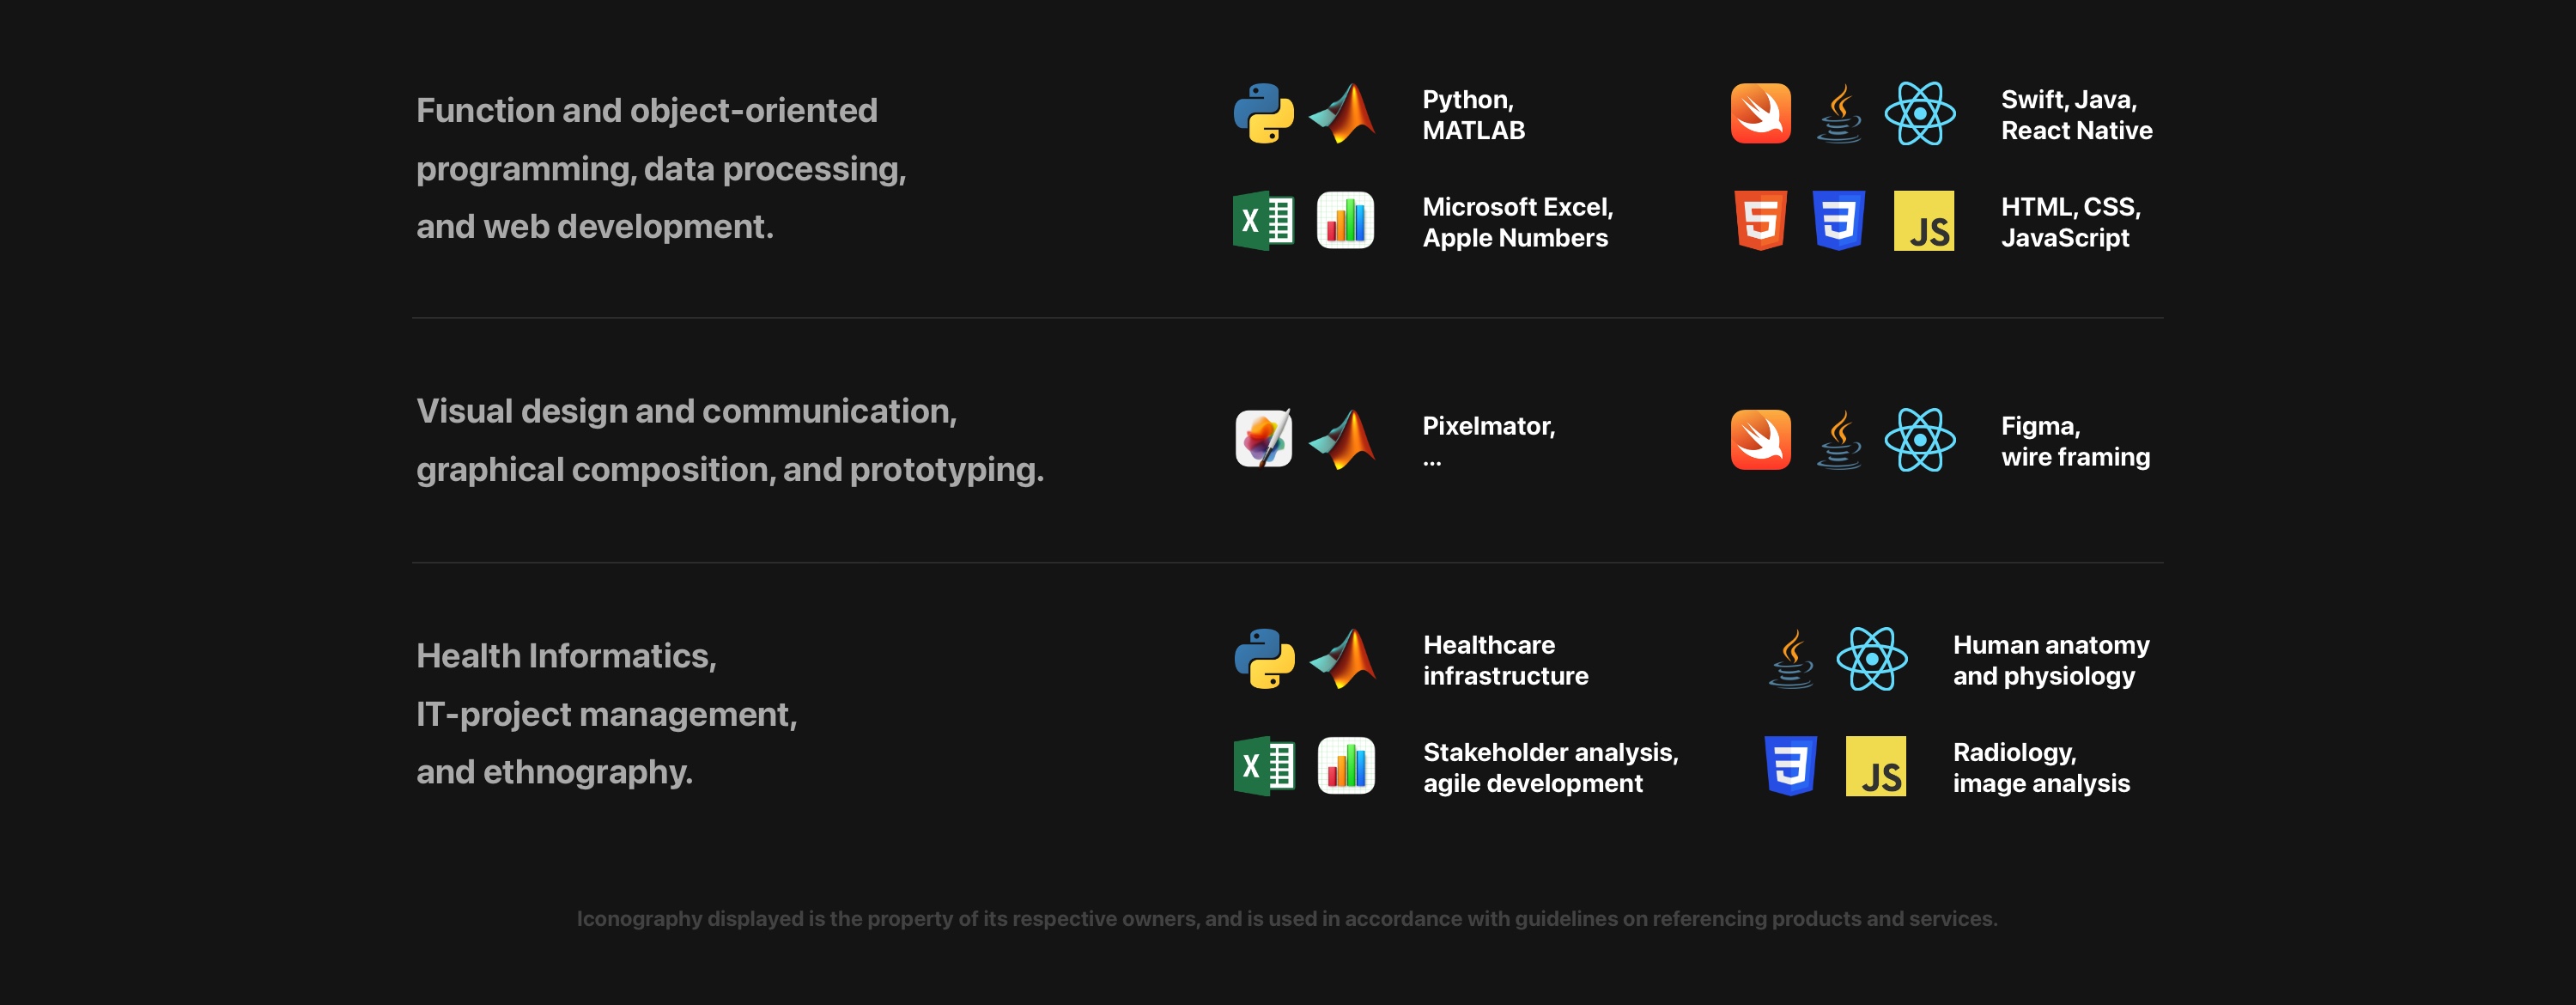 Function and object-oriented
programming, data processing,
and web development.
Python,
MATLAB
Swift, Java,
React Native
X
Microsoft Excel,
Apple Numbers
JS
HTML, CSS,
JavaScript
Visual design and communication,
graphical composition, and prototyping.
Pixelmator,
...
Figma,
wire framing
Health Informatics,
IT-project management,
and ethnography.
Healthcare
infrastructure
Human anatomy
and physiology
X
Stakeholder analysis,
agile development
JS
Radiology,
image analysis
Iconography displayed is the property of its respective owners, and is used in accordance with guidelines on referencing products and services.